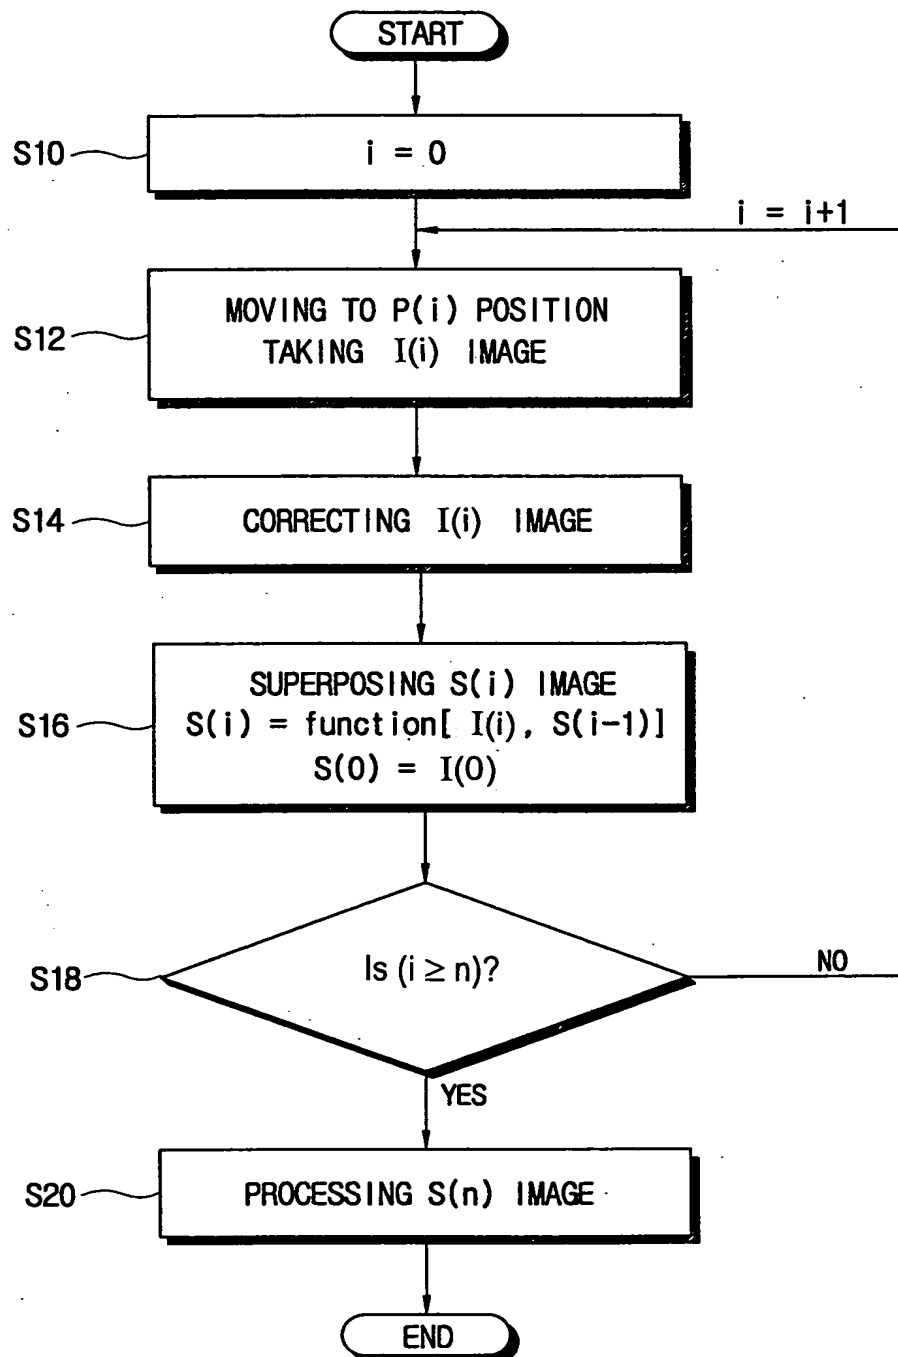 START
S10
i = 0
i = i+1
S12
MOVING TO P(i) POSITION
TAKING I(i) IMAGE
S14
CORRECTING I(i) IMAGE
S16
SUPERPOSING S(i) IMAGE
S(i) = function[ I(i), S(i-1)]
S(0) = I(0)
S18
Is (i ≥ n)?
NO
YES
S20
PROCESSING S(n) IMAGE
END